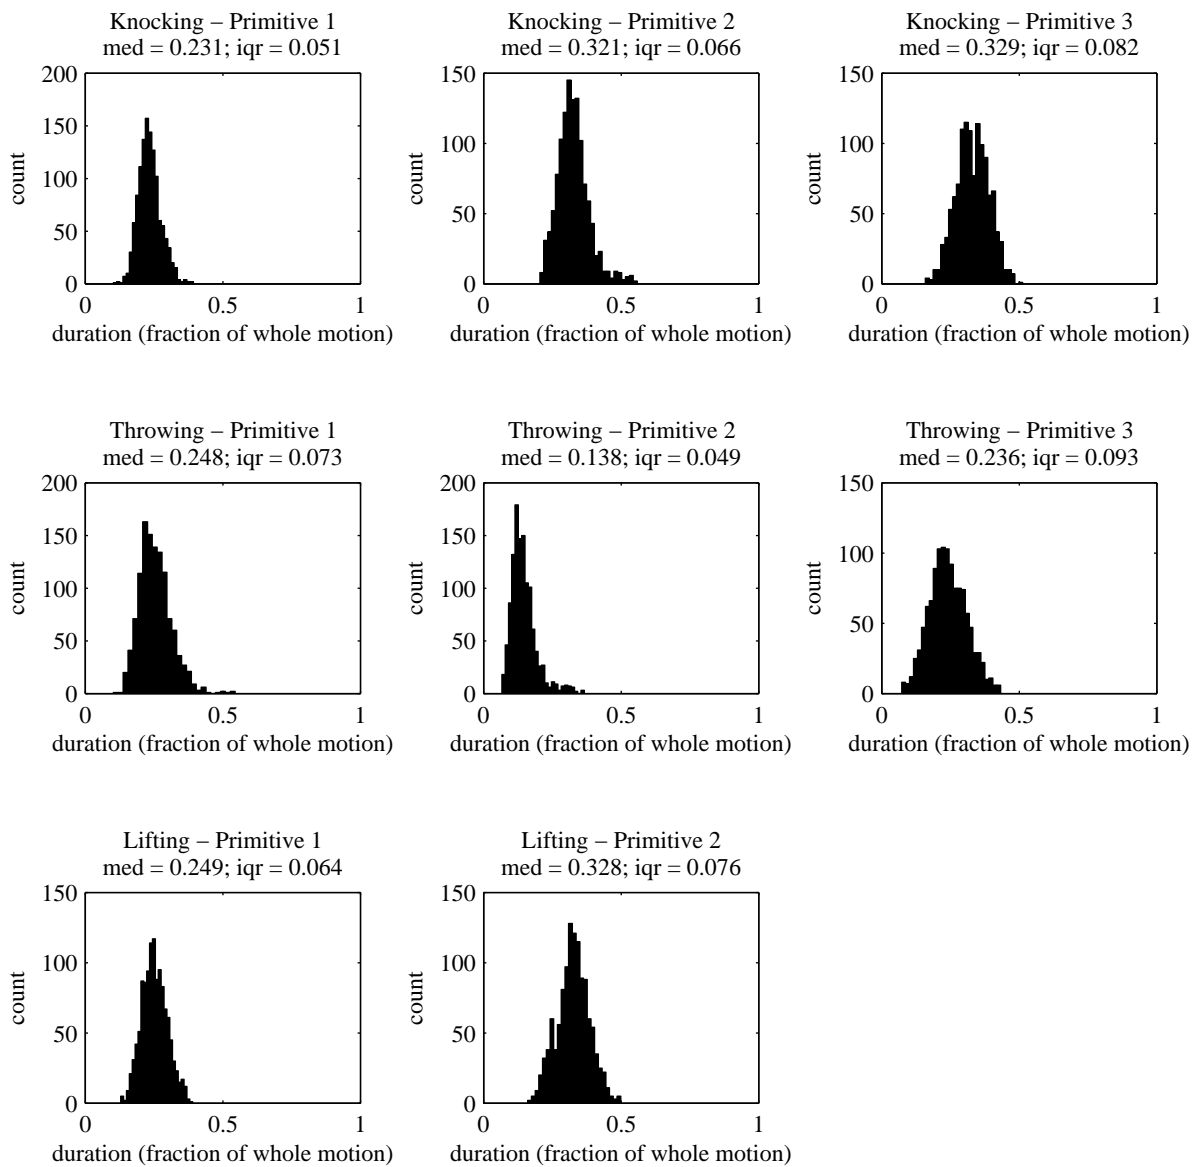 Knocking – Primitive 1
med = 0.231; iqr = 0.051
200
150
100
50
0
count
0 0.5 1
duration (fraction of whole motion)
Knocking – Primitive 2
med = 0.321; iqr = 0.066
150
100
50
0
count
0 0.5 1
duration (fraction of whole motion)
Knocking – Primitive 3
med = 0.329; iqr = 0.082
150
100
50
0
count
0 0.5 1
duration (fraction of whole motion)
Throwing – Primitive 1
med = 0.248; iqr = 0.073
200
150
100
50
0
count
0 0.5 1
duration (fraction of whole motion)
Throwing – Primitive 2
med = 0.138; iqr = 0.049
200
150
100
50
0
count
0 0.5 1
duration (fraction of whole motion)
Throwing – Primitive 3
med = 0.236; iqr = 0.093
150
100
50
0
count
0 0.5 1
duration (fraction of whole motion)
Lifting – Primitive 1
med = 0.249; iqr = 0.064
150
100
50
0
count
0 0.5 1
duration (fraction of whole motion)
Lifting – Primitive 2
med = 0.328; iqr = 0.076
150
100
50
0
count
0 0.5 1
duration (fraction of whole motion)